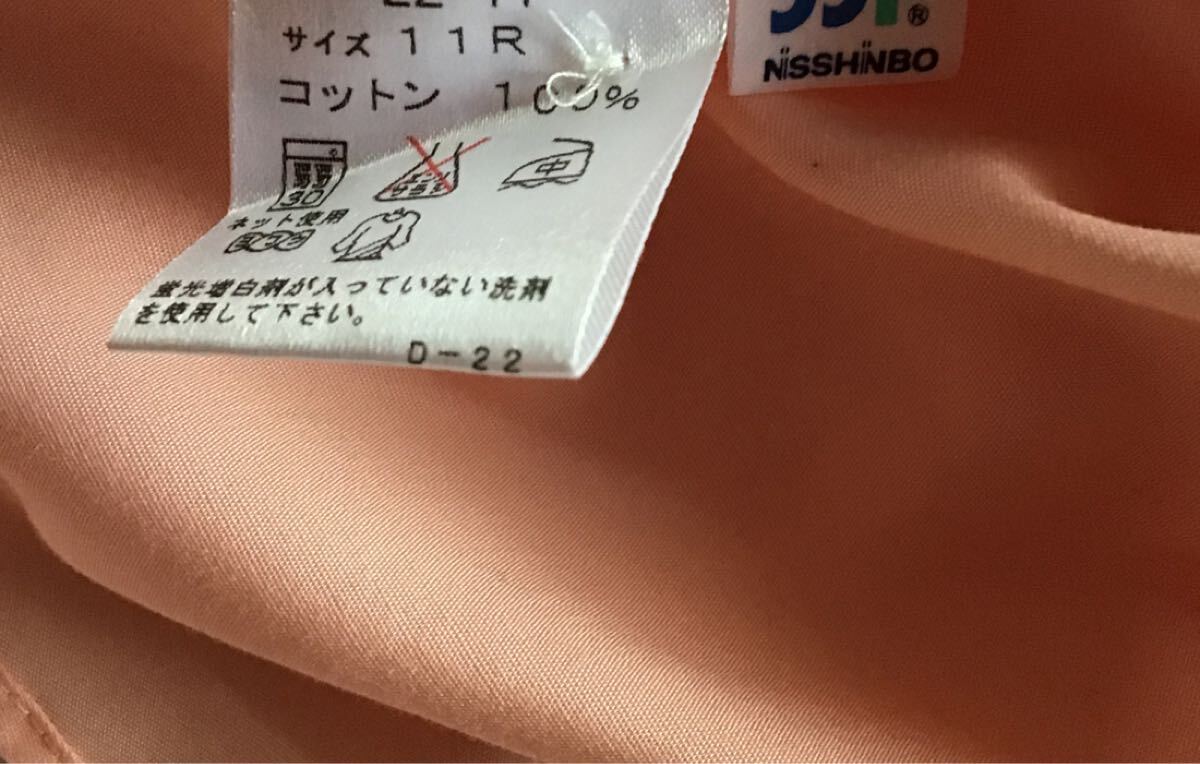 サイズ 11R
コットン 100%
30
中
ネット使用
蛍光増白剤が入っていない洗剤
を使用して下さい。
D-22
SSP®
NISSHINBO